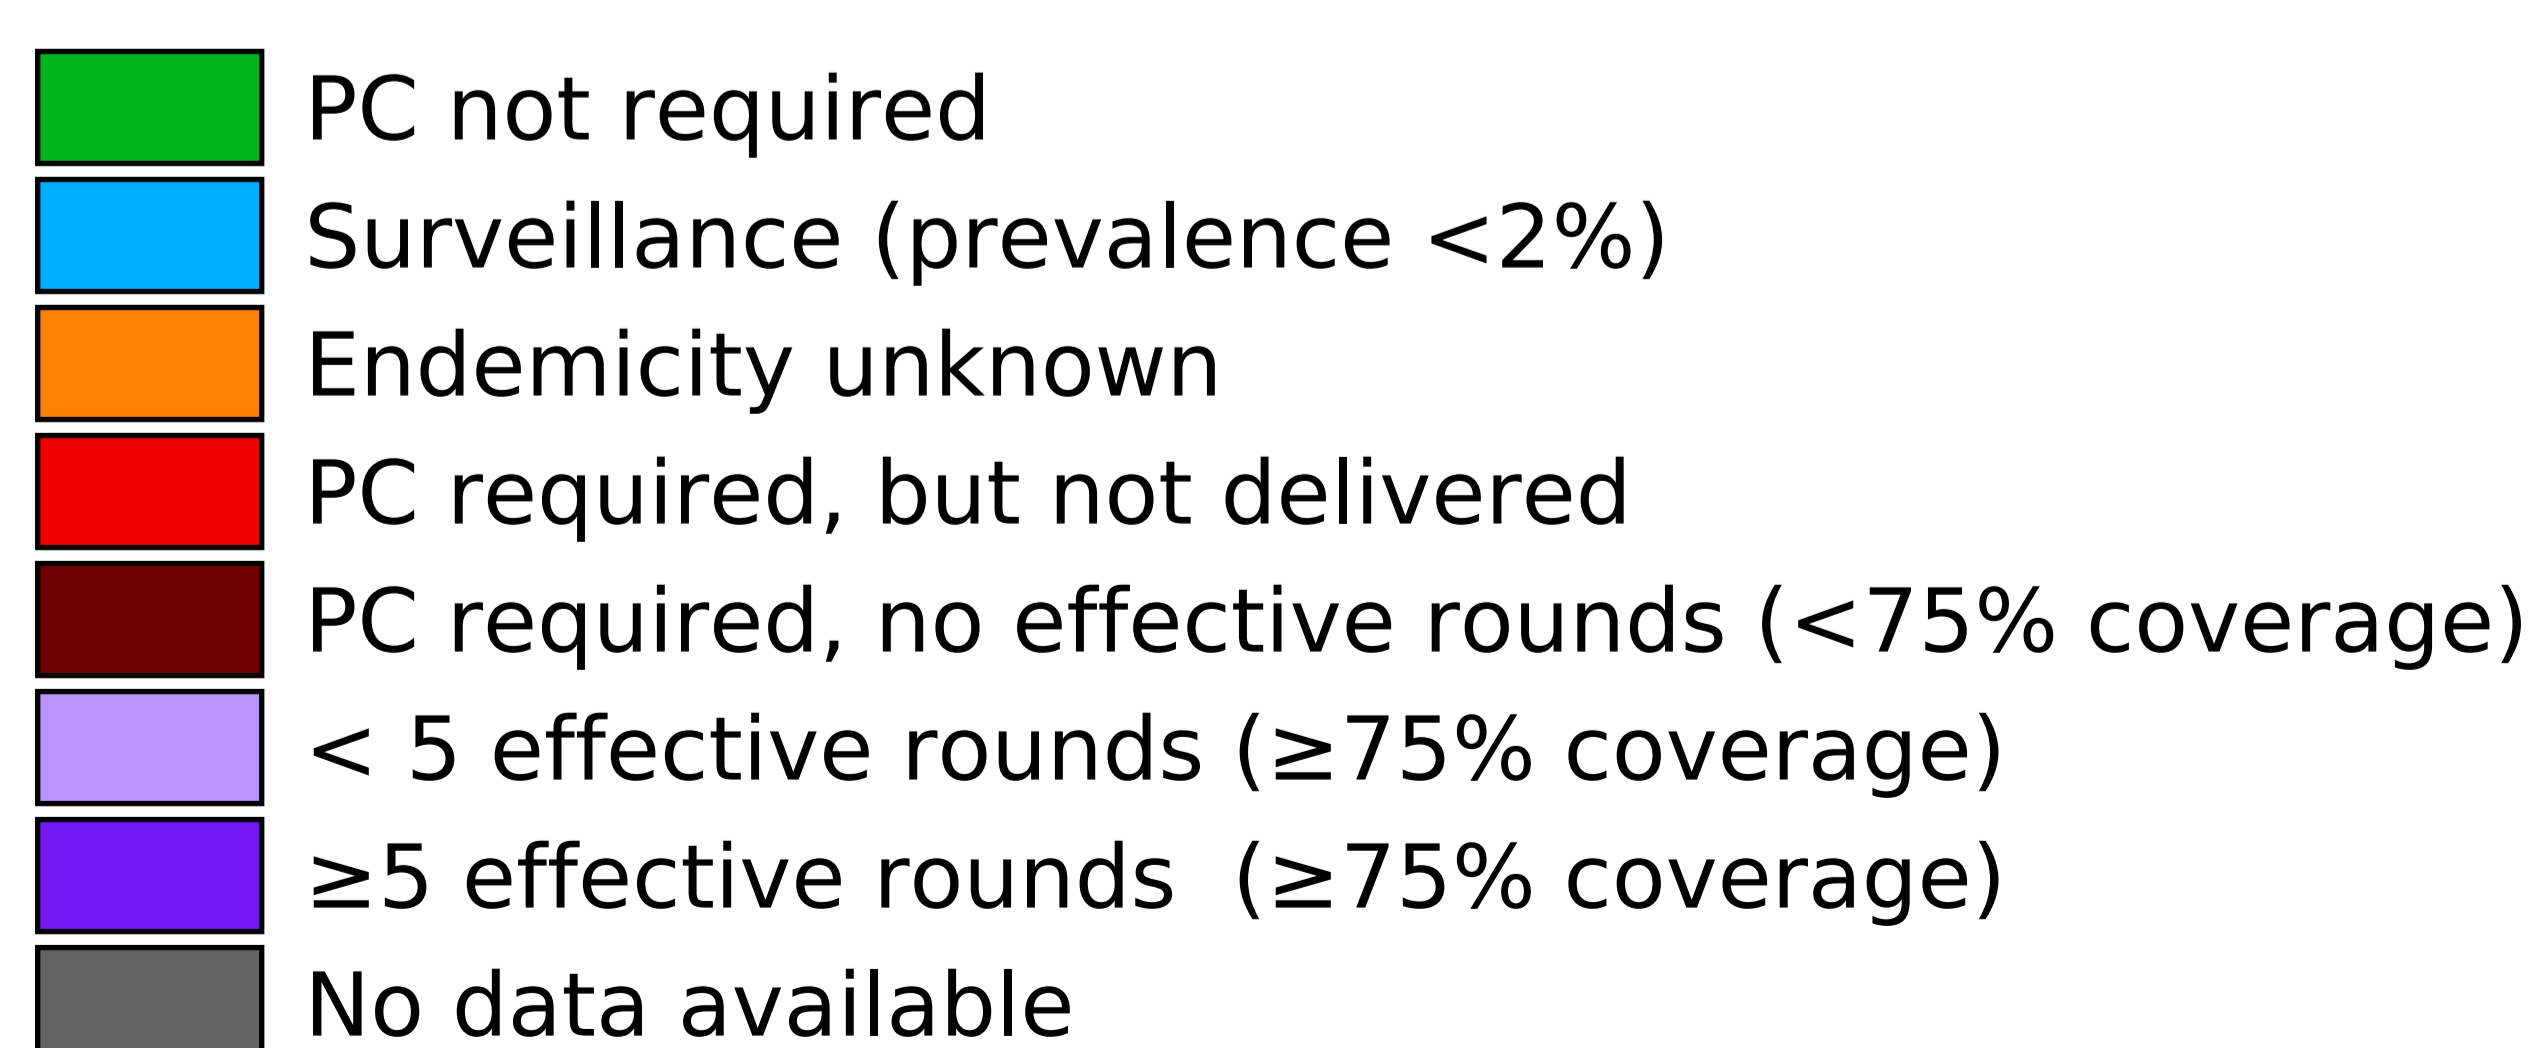 PC not required
Surveillance (prevalence <2%)
Endemicity unknown
PC required, but not delivered
PC required, no effective rounds (<75% coverage)
< 5 effective rounds (≥75% coverage)
≥5 effective rounds  (≥75% coverage)
No data available